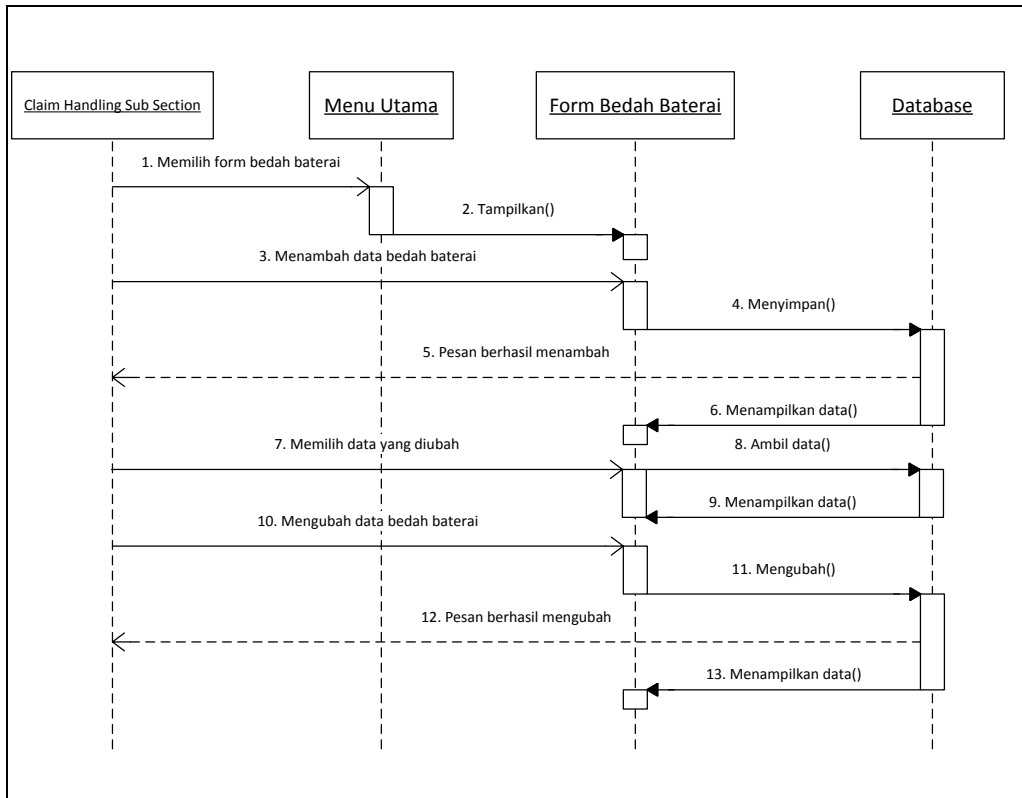 Claim Handling Sub Section
Menu Utama
Form Bedah Baterai
Database
1. Memilih form bedah baterai
2. Tampilkan()
3. Menambah data bedah baterai
4. Menyimpan()
5. Pesan berhasil menambah
6. Menampilkan data()
7. Memilih data yang diubah
8. Ambil data()
9. Menampilkan data()
10. Mengubah data bedah baterai
11. Mengubah()
12. Pesan berhasil mengubah
13. Menampilkan data()